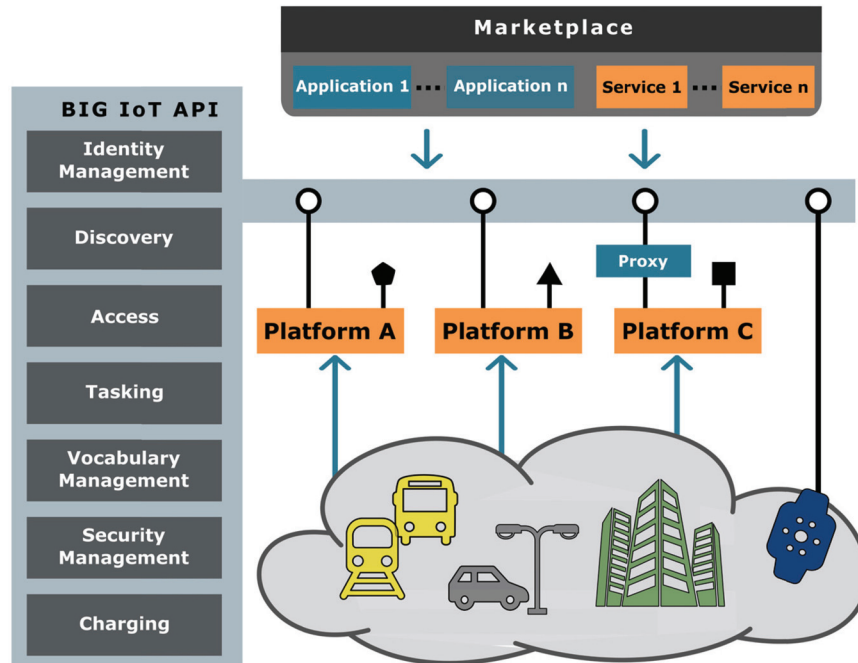 Marketplace
Application 1 ... Application n Service 1 ... Service n
BIG IoT API
Identity
Management
Discovery
Access
Tasking
Vocabulary
Management
Security
Management
Charging
Proxy
Platform A Platform B Platform C